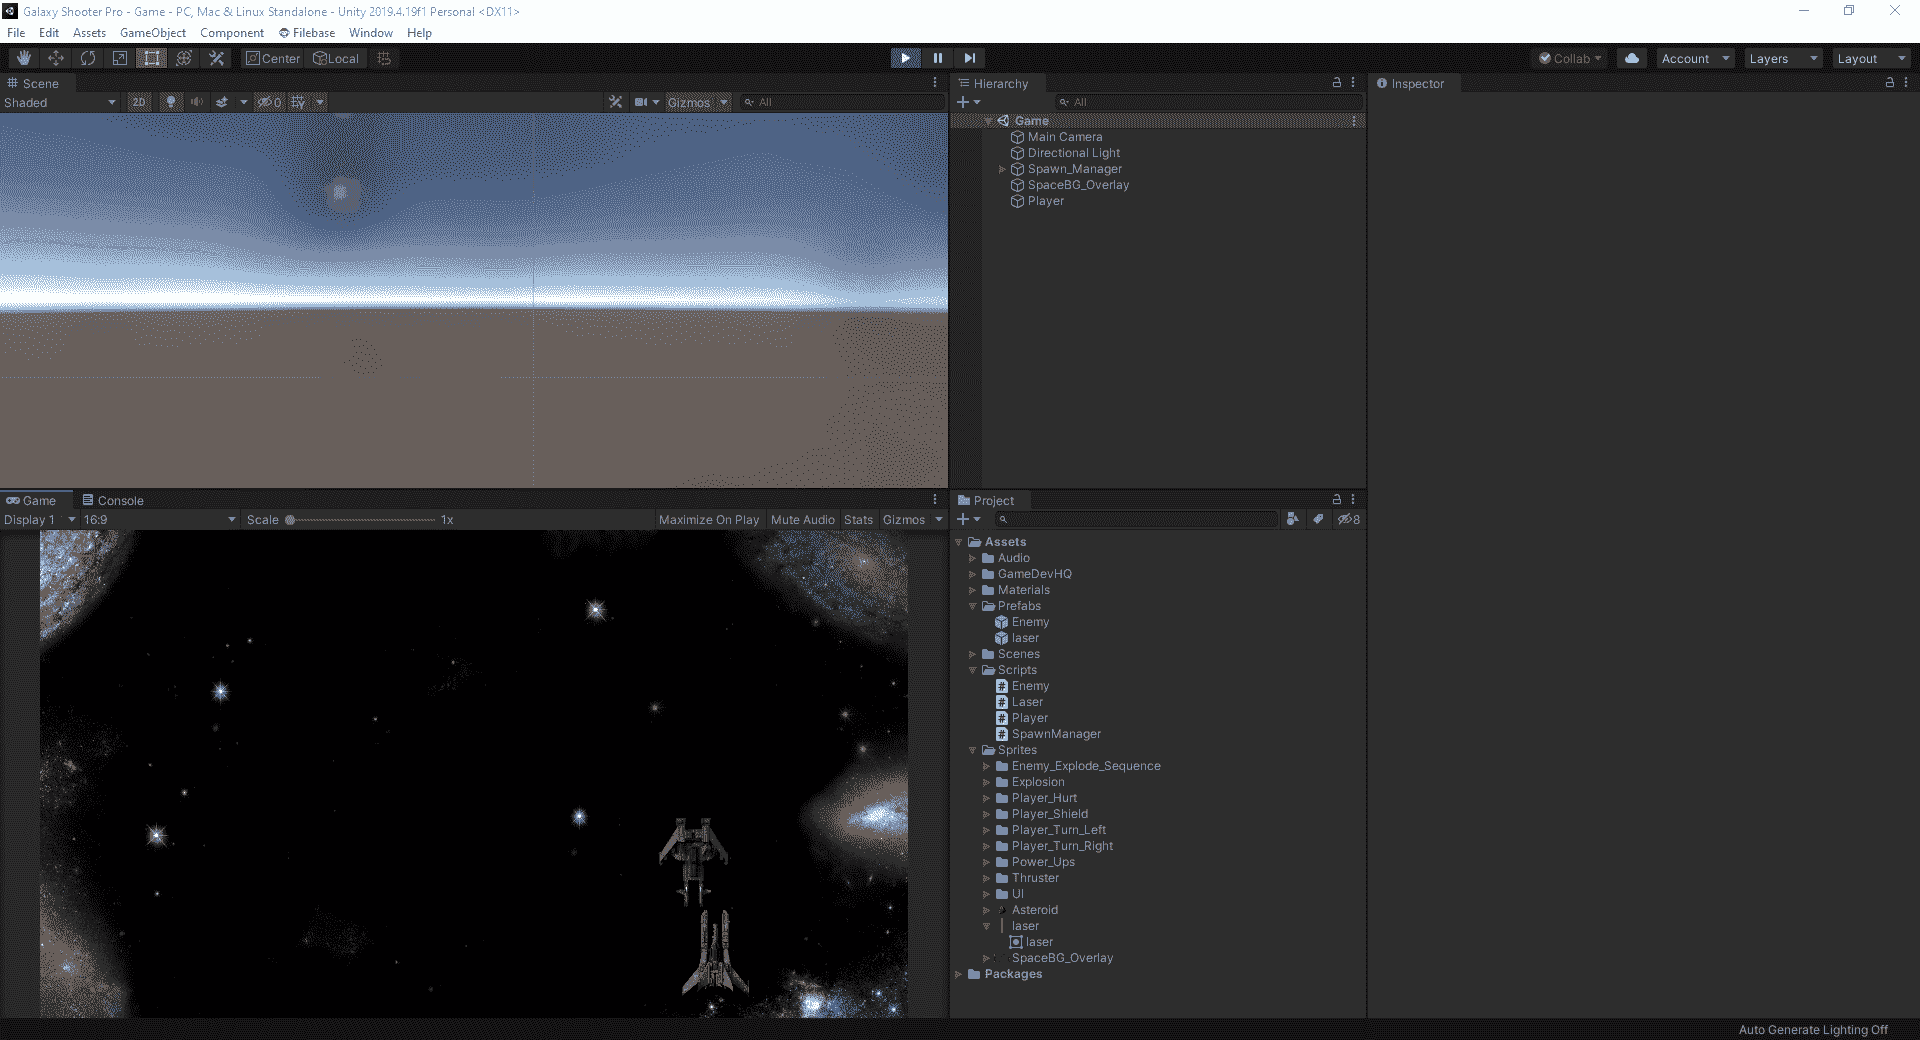 Galaxy Shooter Pro - Game - PC, Mac & Linux Standalone - Unity 2019.4.19f1 Personal <DX11>
File Edit Assets GameObject Component Filebase Window Help
Center Local Collab Account Layers Layout
Scene
Shaded 2D 0 Gizmos All
Hierarchy
All
Game
Main Camera
Directional Light
Spawn_Manager
SpaceBG_Overlay
Player
Inspector
Game Console
Display 1 16:9 Scale 1x Maximize On Play Mute Audio Stats Gizmos
Project
8
Assets
Audio
GameDevHQ
Materials
Prefabs
Enemy
laser
Scenes
Scripts
Enemy
Laser
Player
SpawnManager
Sprites
Enemy_Explode_Sequence
Explosion
Player_Hurt
Player_Shield
Player_Turn_Left
Player_Turn_Right
Power_Ups
Thruster
UI
Asteroid
laser
laser
SpaceBG_Overlay
Packages
Auto Generate Lighting Off